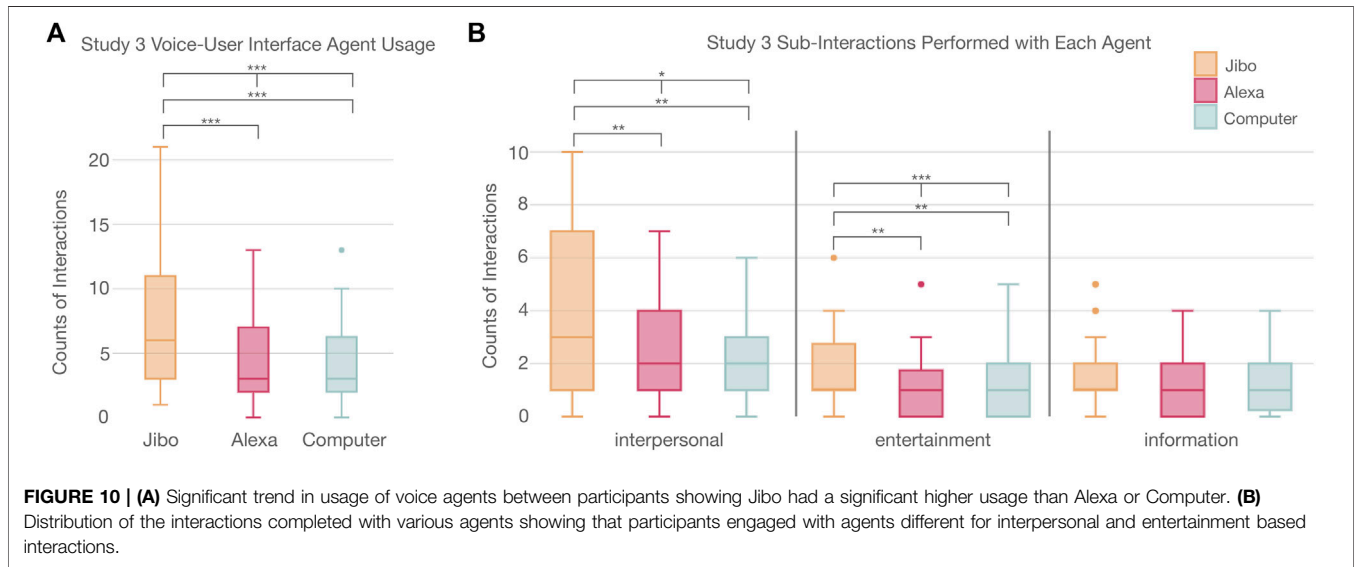 A
Study 3 Voice-User Interface Agent Usage
***
***
***
Counts of Interactions
20
15
10
5
0
Jibo Alexa Computer
B
Study 3 Sub-Interactions Performed with Each Agent
Jibo
Alexa
Computer
*
**
**
***
**
**
Counts of Interactions
10
8
6
4
2
0
interpersonal entertainment information
FIGURE 10 | (A) Significant trend in usage of voice agents between participants showing Jibo had a significant higher usage than Alexa or Computer. (B)
Distribution of the interactions completed with various agents showing that participants engaged with agents different for interpersonal and entertainment based
interactions.